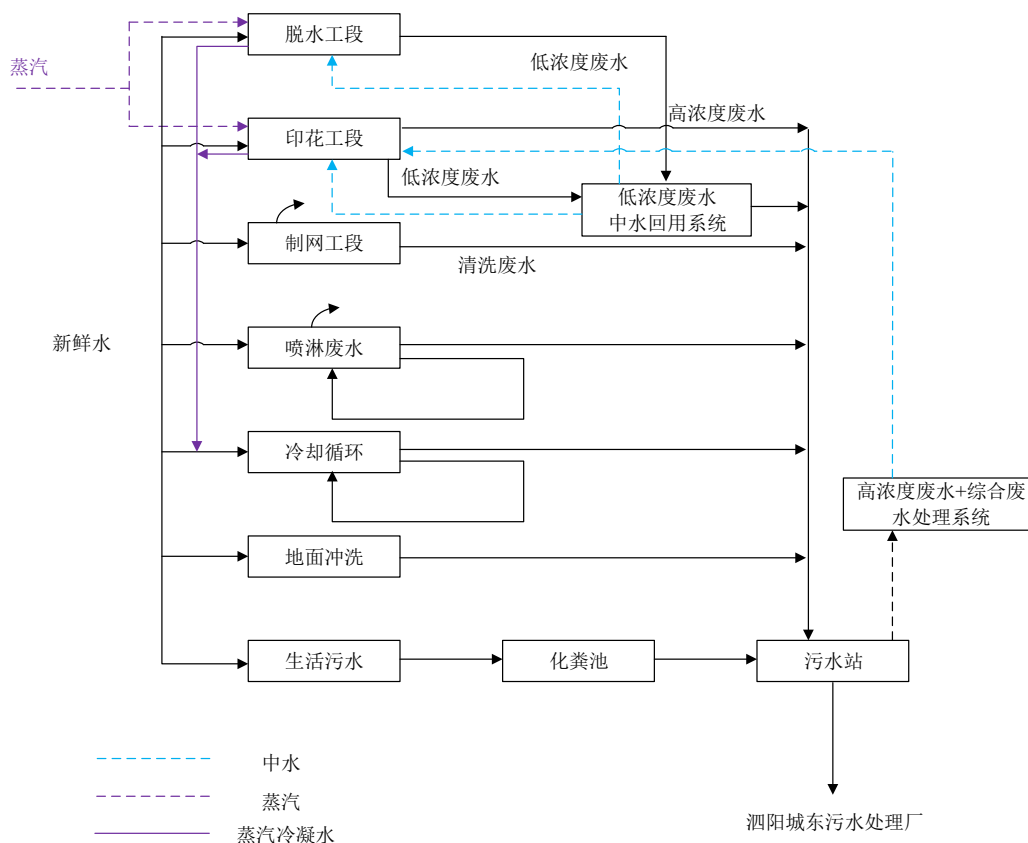 脱水工段
低浓度废水
蒸汽
高浓度废水
印花工段
低浓度废水
低浓度废水
中水回用系统
制网工段
清洗废水
新鲜水
喷淋废水
冷却循环
高浓度废水+综合废
水处理系统
地面冲洗
生活污水
化粪池
污水站
中水
蒸汽
泗阳城东污水处理厂
蒸汽冷凝水